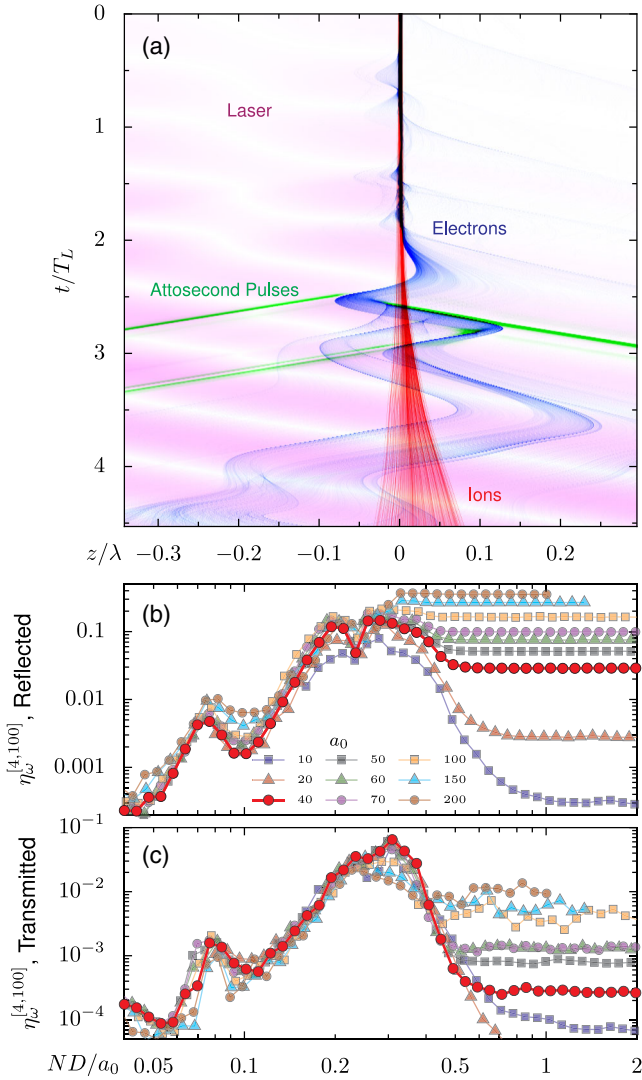 (a)
0
1
2
3
4
t/T_L
Laser
Electrons
Attosecond Pulses
Ions
z/λ −0.3 −0.2 −0.1 0 0.1 0.2
(b)
η_ω^[4,100], Reflected
0.1
0.01
0.001
a_0
10 50 100
20 60 150
40 70 200
10^−1
(c)
η_ω^[4,100], Transmitted
10^−2
10^−3
10^−4
ND/a_0 0.05 0.1 0.2 0.5 1 2